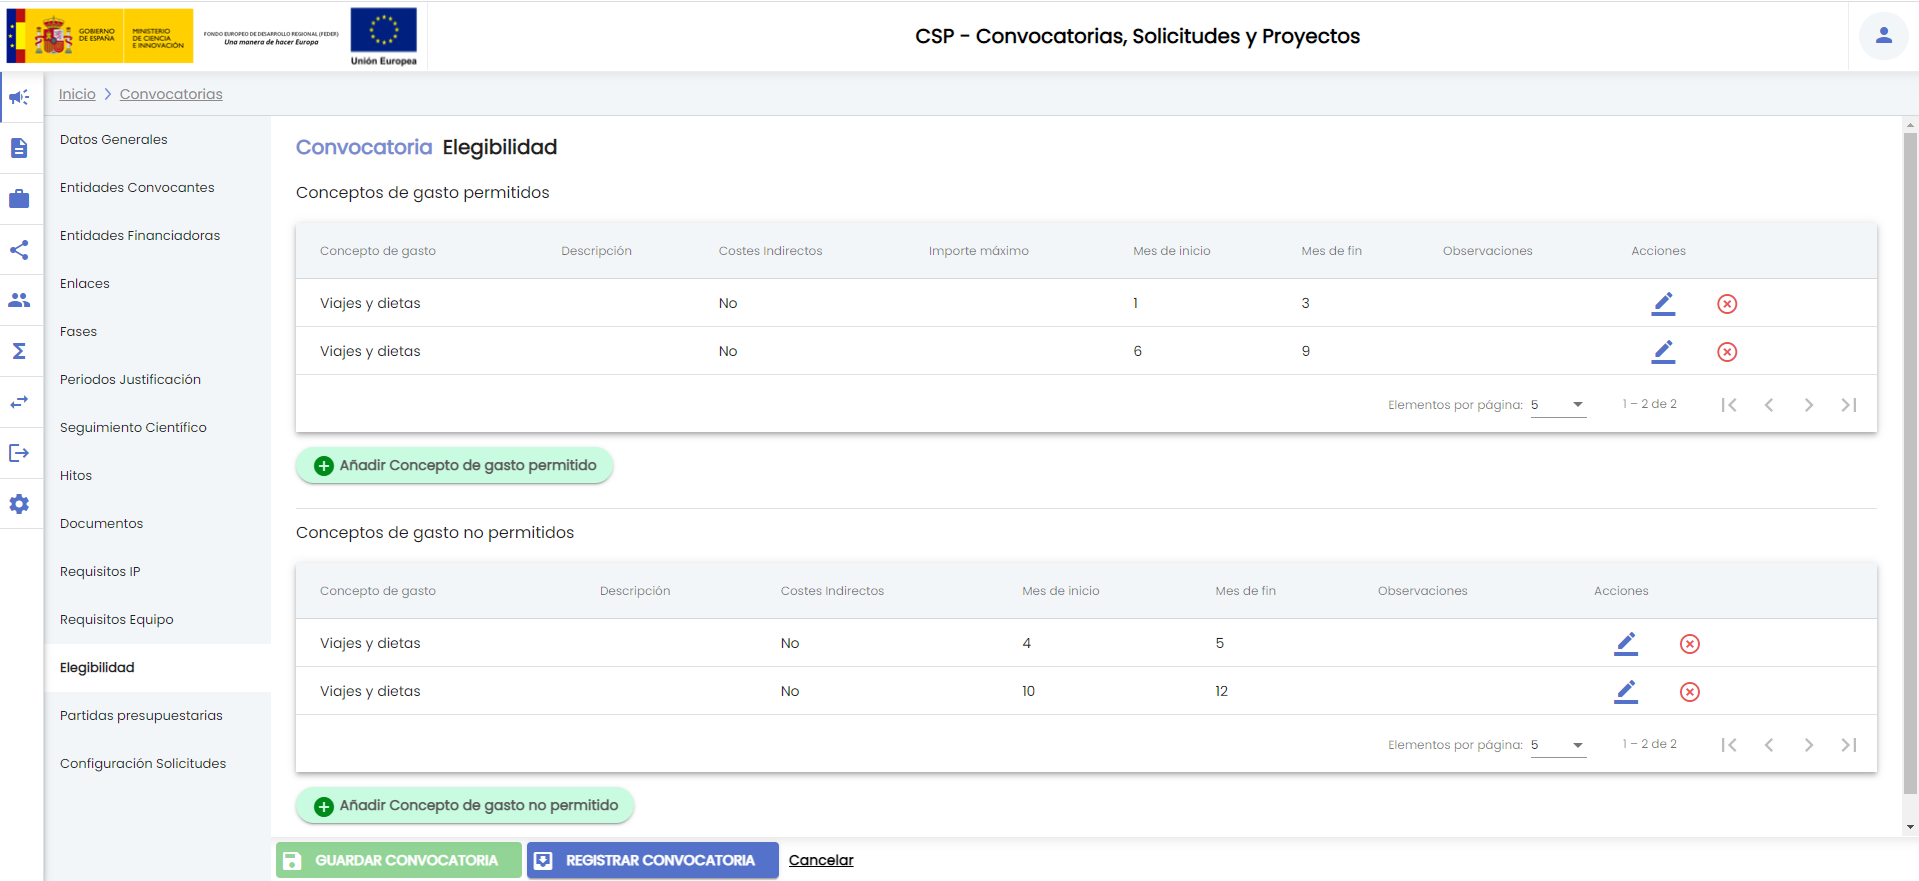 GOBIERNO
DE ESPAÑA
MINISTERIO
DE CIENCIA
E INNOVACIÓN
FONDO EUROPEO DE DESARROLLO REGIONAL (FEDER)
Una manera de hacer Europa
Unión Europea
CSP - Convocatorias, Solicitudes y Proyectos
Inicio > Convocatorias
Datos Generales
Entidades Convocantes
Entidades Financiadoras
Enlaces
Fases
Periodos Justificación
Seguimiento Científico
Hitos
Documentos
Requisitos IP
Requisitos Equipo
Elegibilidad
Partidas presupuestarias
Configuración Solicitudes
Convocatoria Elegibilidad
Conceptos de gasto permitidos
Concepto de gasto Descripción Costes Indirectos Importe máximo Mes de inicio Mes de fin Observaciones Acciones
Viajes y dietas No 1 3
Viajes y dietas No 6 9
Elementos por página: 5 1 – 2 de 2
Añadir Concepto de gasto permitido
Conceptos de gasto no permitidos
Concepto de gasto Descripción Costes Indirectos Mes de inicio Mes de fin Observaciones Acciones
Viajes y dietas No 4 5
Viajes y dietas No 10 12
Elementos por página: 5 1 – 2 de 2
Añadir Concepto de gasto no permitido
GUARDAR CONVOCATORIA REGISTRAR CONVOCATORIA Cancelar